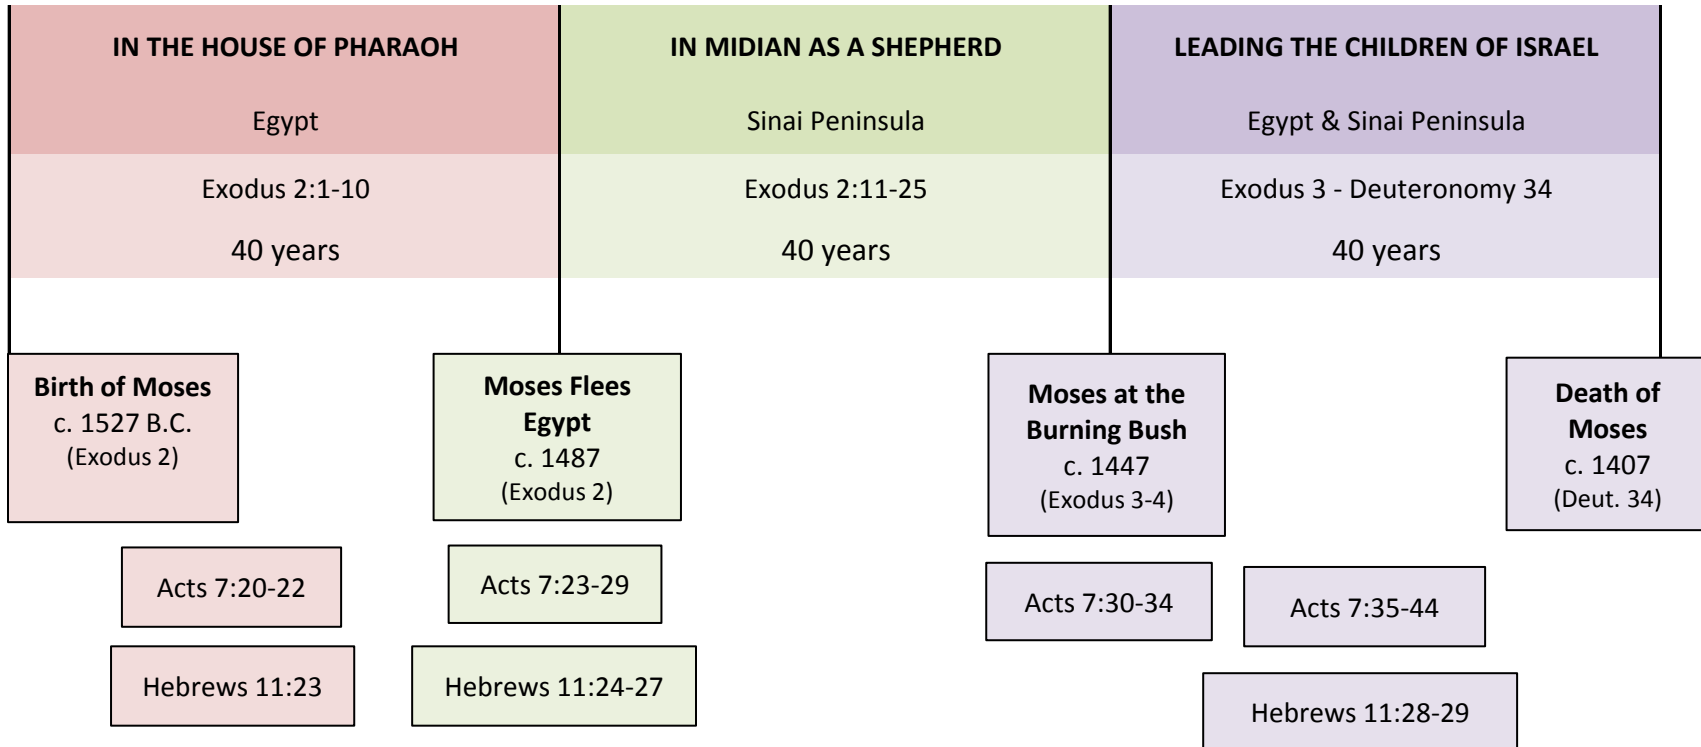 IN THE HOUSE OF PHARAOH
Egypt
Exodus 2:1-10
40 years
IN MIDIAN AS A SHEPHERD
Sinai Peninsula
Exodus 2:11-25
40 years
LEADING THE CHILDREN OF ISRAEL
Egypt & Sinai Peninsula
Exodus 3 - Deuteronomy 34
40 years
Birth of Moses
c. 1527 B.C.
(Exodus 2)
Moses Flees
Egypt
c. 1487
(Exodus 2)
Moses at the
Burning Bush
c. 1447
(Exodus 3-4)
Death of
Moses
c. 1407
(Deut. 34)
Acts 7:20-22
Acts 7:23-29
Acts 7:30-34
Acts 7:35-44
Hebrews 11:23
Hebrews 11:24-27
Hebrews 11:28-29